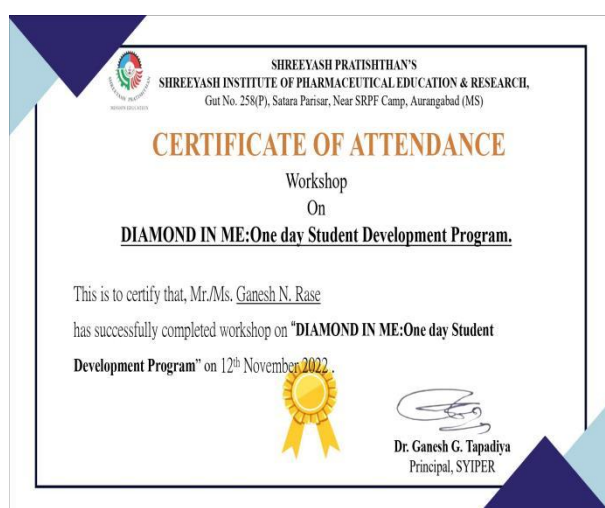 SHREEYASH PRATISHTHAN'S
SHREEYASH INSTITUTE OF PHARMACEUTICAL EDUCATION & RESEARCH,
Gut No. 258(P), Satara Parisar, Near SRPF Camp, Aurangabad (MS)
CERTIFICATE OF ATTENDANCE
Workshop
On
DIAMOND IN ME:One day Student Development Program.
This is to certify that, Mr./Ms. Ganesh N. Rase
has successfully completed workshop on "DIAMOND IN ME:One day Student
Development Program" on 12th November 2022 .
Dr. Ganesh G. Tapadiya
Principal, SYIPER